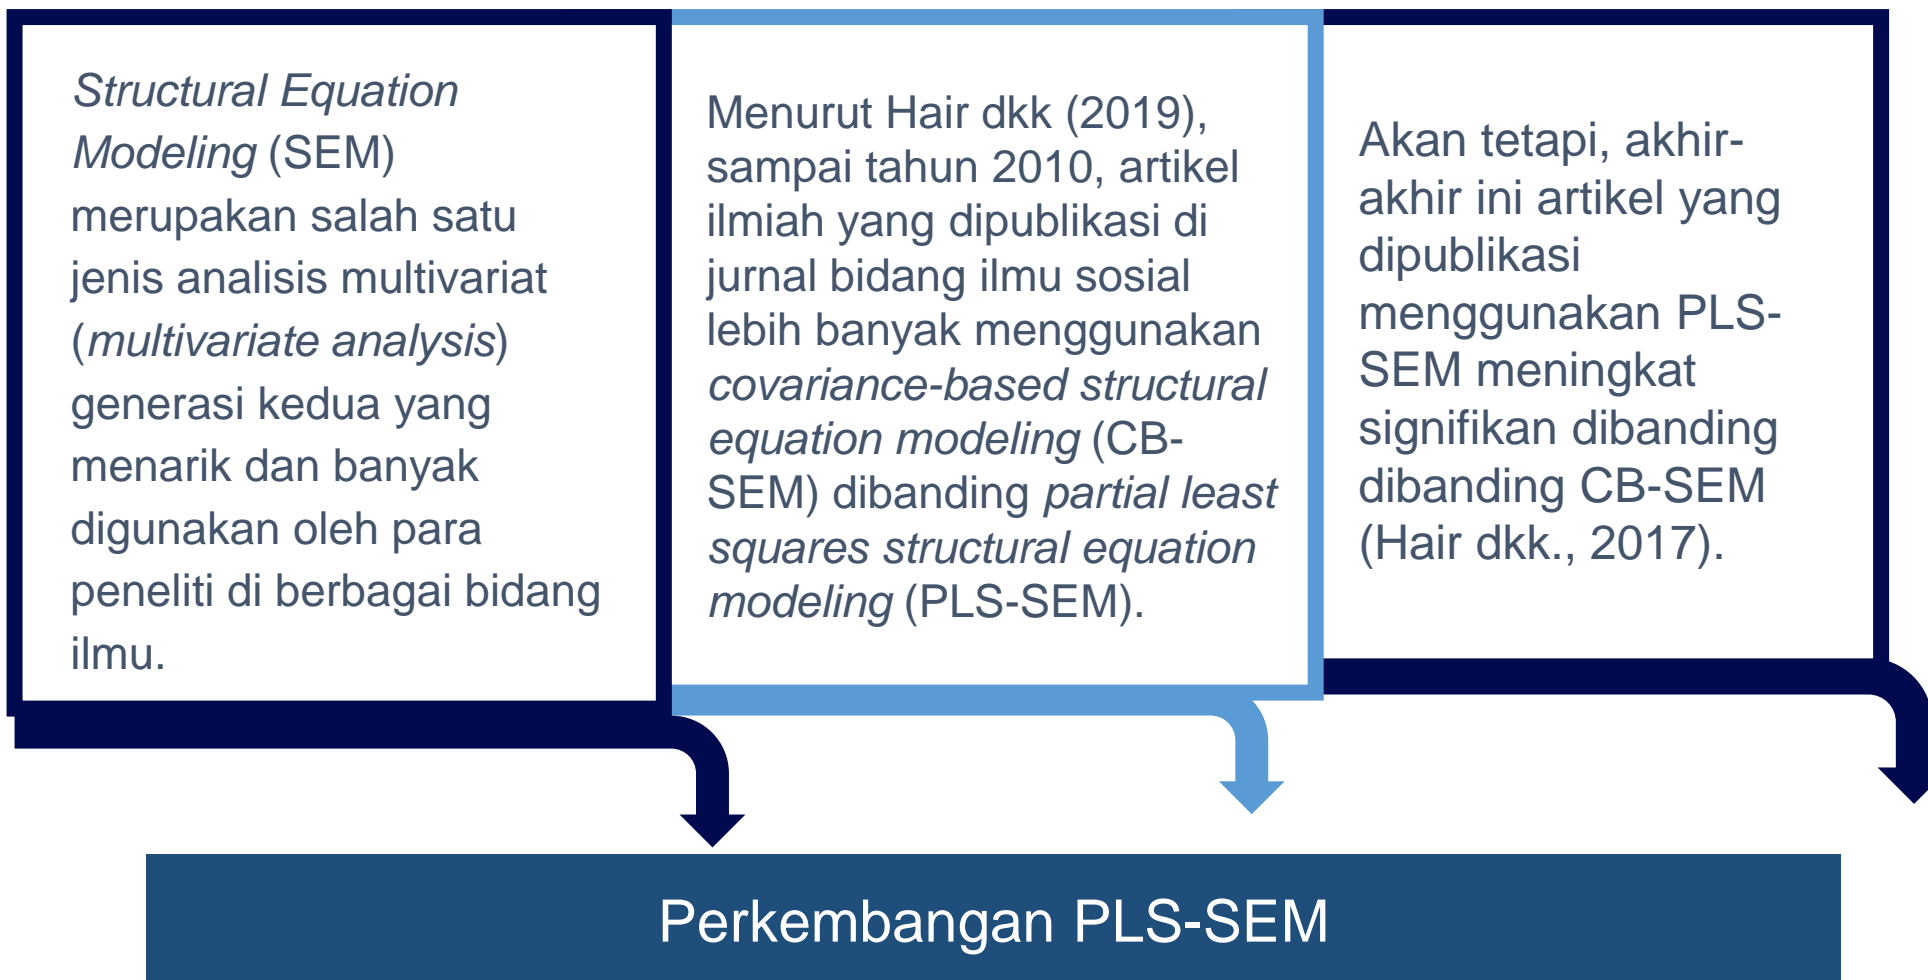 Structural Equation
Modeling (SEM)
merupakan salah satu
jenis analisis multivariat
(multivariate analysis)
generasi kedua yang
menarik dan banyak
digunakan oleh para
peneliti di berbagai bidang
ilmu.
Menurut Hair dkk (2019),
sampai tahun 2010, artikel
ilmiah yang dipublikasi di
jurnal bidang ilmu sosial
lebih banyak menggunakan
covariance-based structural
equation modeling (CB-
SEM) dibanding partial least
squares structural equation
modeling (PLS-SEM).
Akan tetapi, akhir-
akhir ini artikel yang
dipublikasi
menggunakan PLS-
SEM meningkat
signifikan dibanding
dibanding CB-SEM
(Hair dkk., 2017).
Perkembangan PLS-SEM